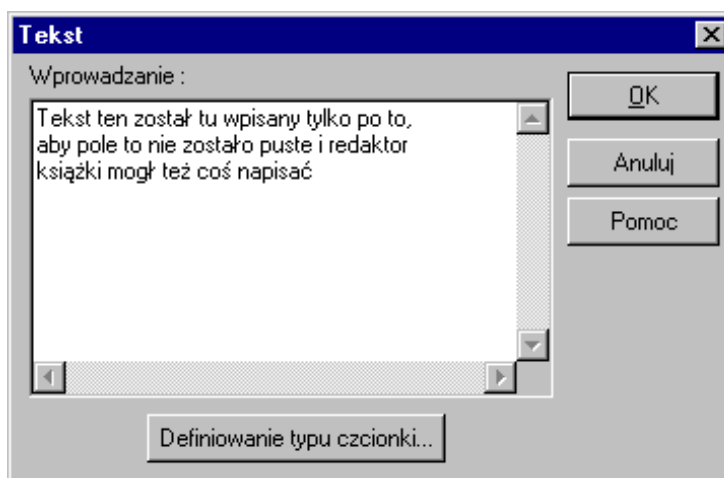 Tekst
Wprowadzanie :
Tekst ten został tu wpisany tylko po to,
aby pole to nie zostało puste i redaktor
książki mogł też coś napisać
OK
Anuluj
Pomoc
Definiowanie typu czcionki...